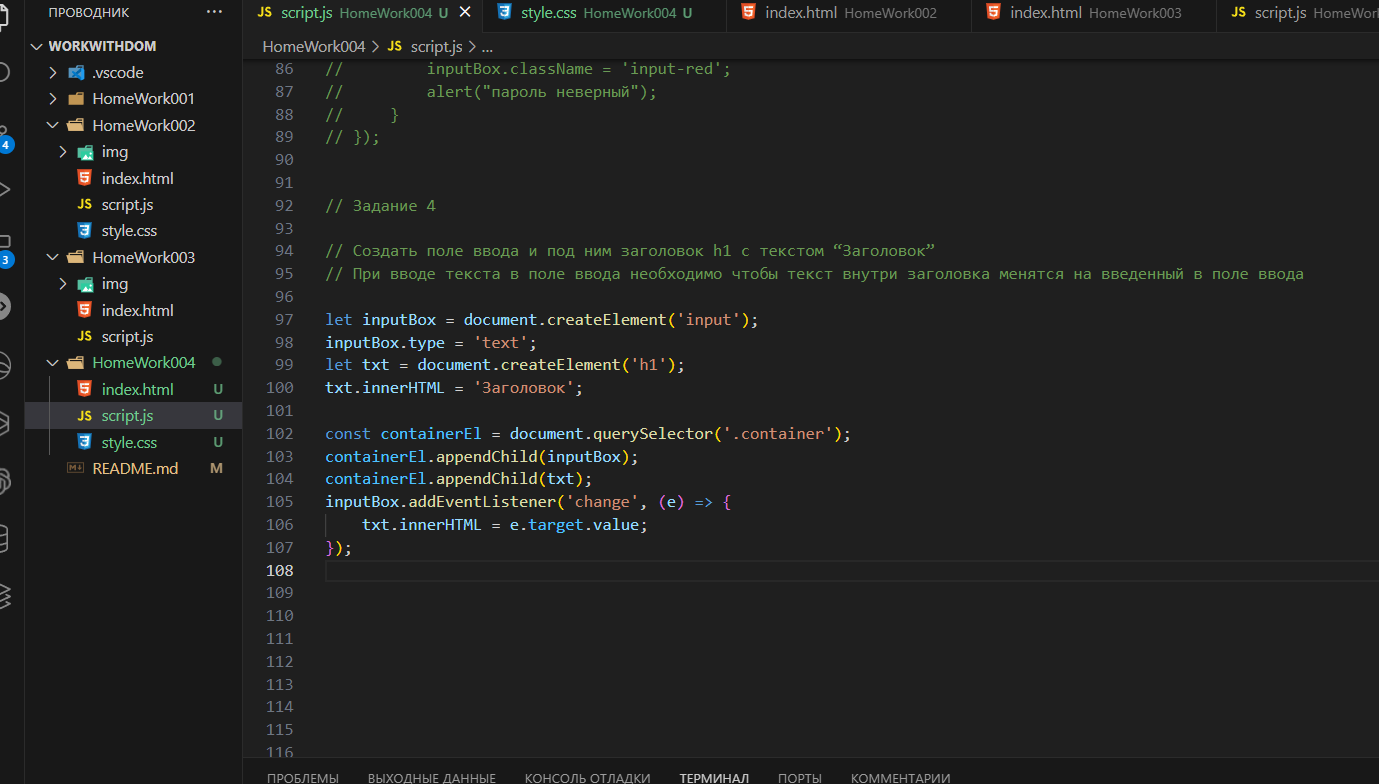 ПРОВОДНИК ···
WORKWITHDOM
.vscode
HomeWork001
HomeWork002
img
index.html
JS script.js
style.css
HomeWork003
img
index.html
JS script.js
HomeWork004
index.html U
JS script.js U
style.css U
README.md M
4
3
JS script.js HomeWork004 U
style.css HomeWork004 U
index.html HomeWork002
index.html HomeWork003
JS script.js
HomeWork004 > JS script.js > ...
86 //         inputBox.className = 'input-red';
87 //         alert("пароль неверный");
88 //     }
89 // });
90
91
92 // Задание 4
93
94 // Создать поле ввода и под ним заголовок h1 с текстом “Заголовок”
95 // При вводе текста в поле ввода необходимо чтобы текст внутри заголовка менятся на введенный в поле ввода
96
97 let inputBox = document.createElement('input');
98 inputBox.type = 'text';
99 let txt = document.createElement('h1');
100 txt.innerHTML = 'Заголовок';
101
102 const containerEl = document.querySelector('.container');
103 containerEl.appendChild(inputBox);
104 containerEl.appendChild(txt);
105 inputBox.addEventListener('change', (e) => {
106     txt.innerHTML = e.target.value;
107 });
108
109
110
111
112
113
114
115
116
ПРОБЛЕМЫ ВЫХОДНЫЕ ДАННЫЕ КОНСОЛЬ ОТЛАДКИ ТЕРМИНАЛ ПОРТЫ КОММЕНТАРИИ